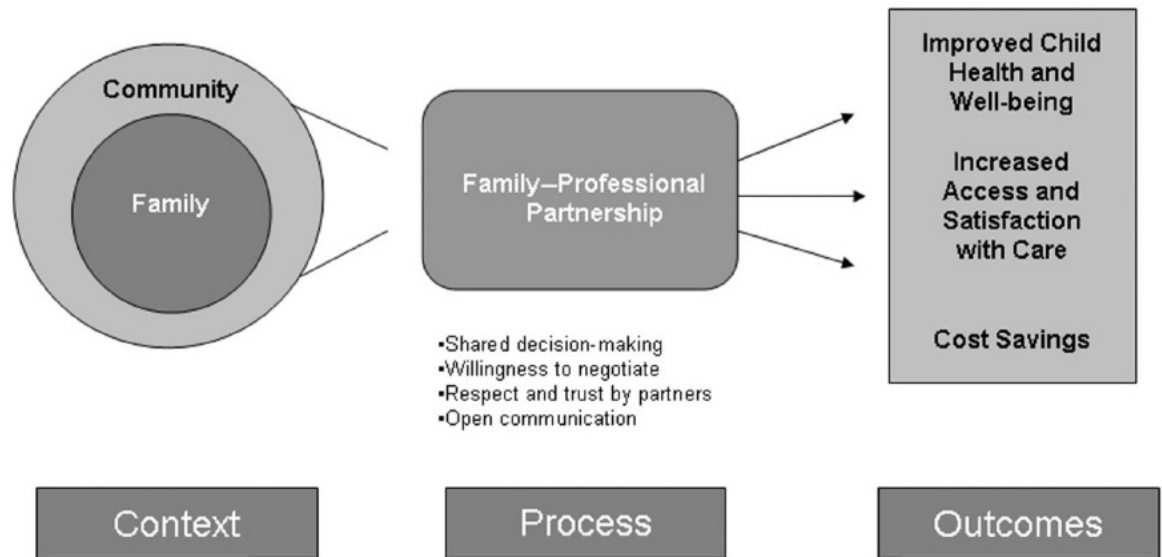 Community
Family
Family–Professional
Partnership
▪Shared decision-making
▪Willingness to negotiate
▪Respect and trust by partners
▪Open communication
Improved Child
Health and
Well-being
Increased
Access and
Satisfaction
with Care
Cost Savings
Context
Process
Outcomes